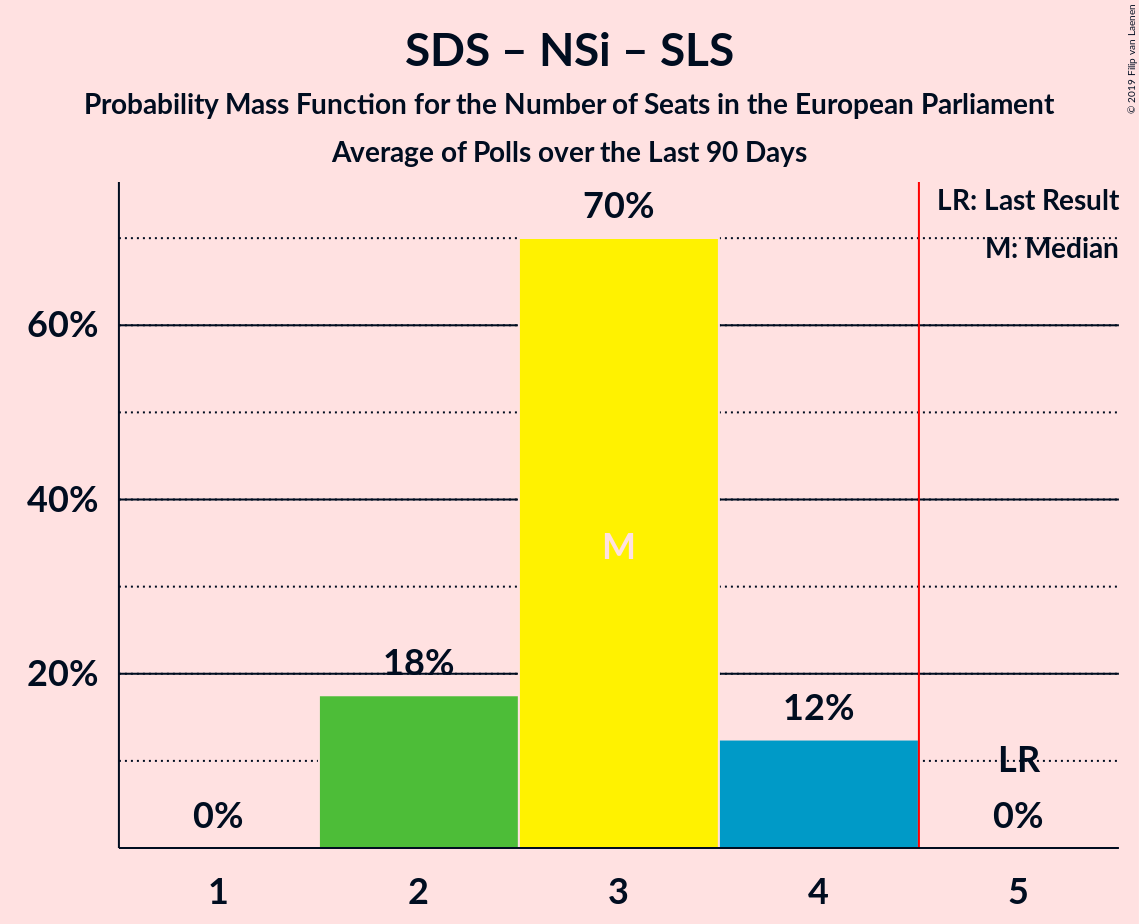 SDS – NSi – SLS
Probability Mass Function for the Number of Seats in the European Parliament
Average of Polls over the Last 90 Days
© 2019 Filip van Laenen
LR: Last Result
M: Median
70%
60%
40%
20%
M
18%
12%
LR
0%
0%
1 2 3 4 5